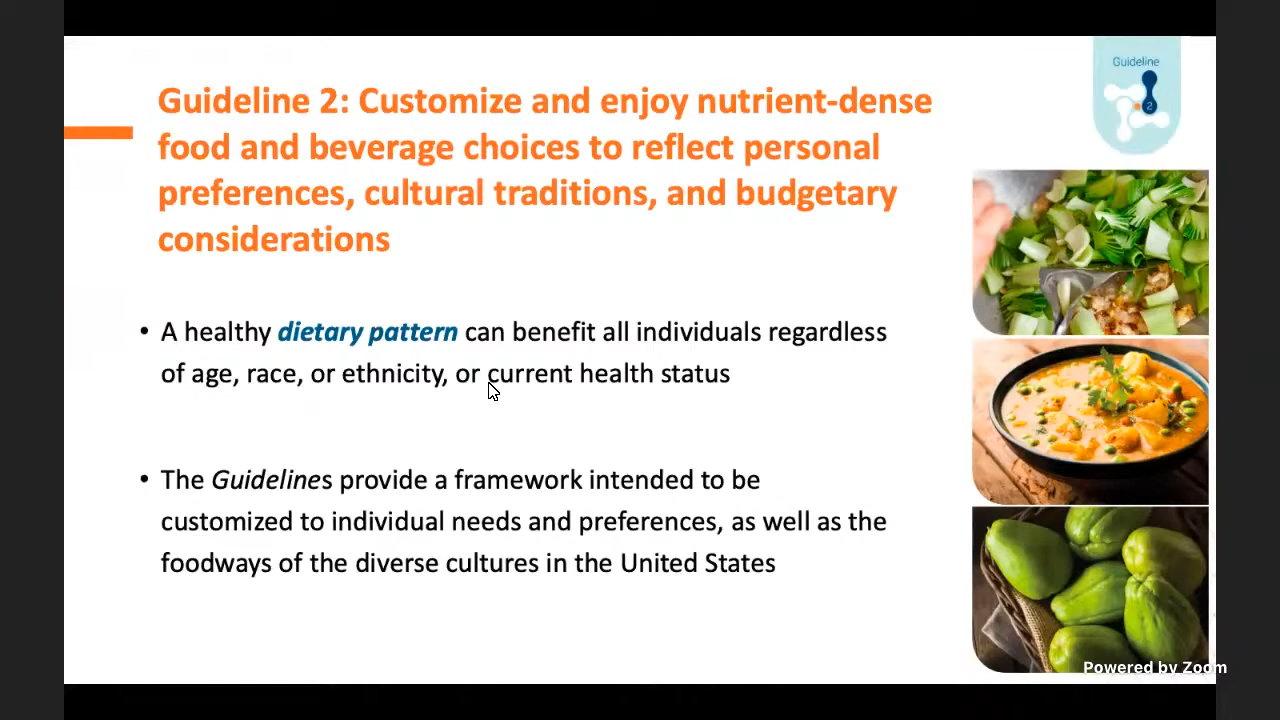 Guideline 2: Customize and enjoy nutrient-dense
food and beverage choices to reflect personal
preferences, cultural traditions, and budgetary
considerations
Guideline
2
• A healthy dietary pattern can benefit all individuals regardless
of age, race, or ethnicity, or current health status
• The Guidelines provide a framework intended to be
customized to individual needs and preferences, as well as the
foodways of the diverse cultures in the United States
Powered by Zoom